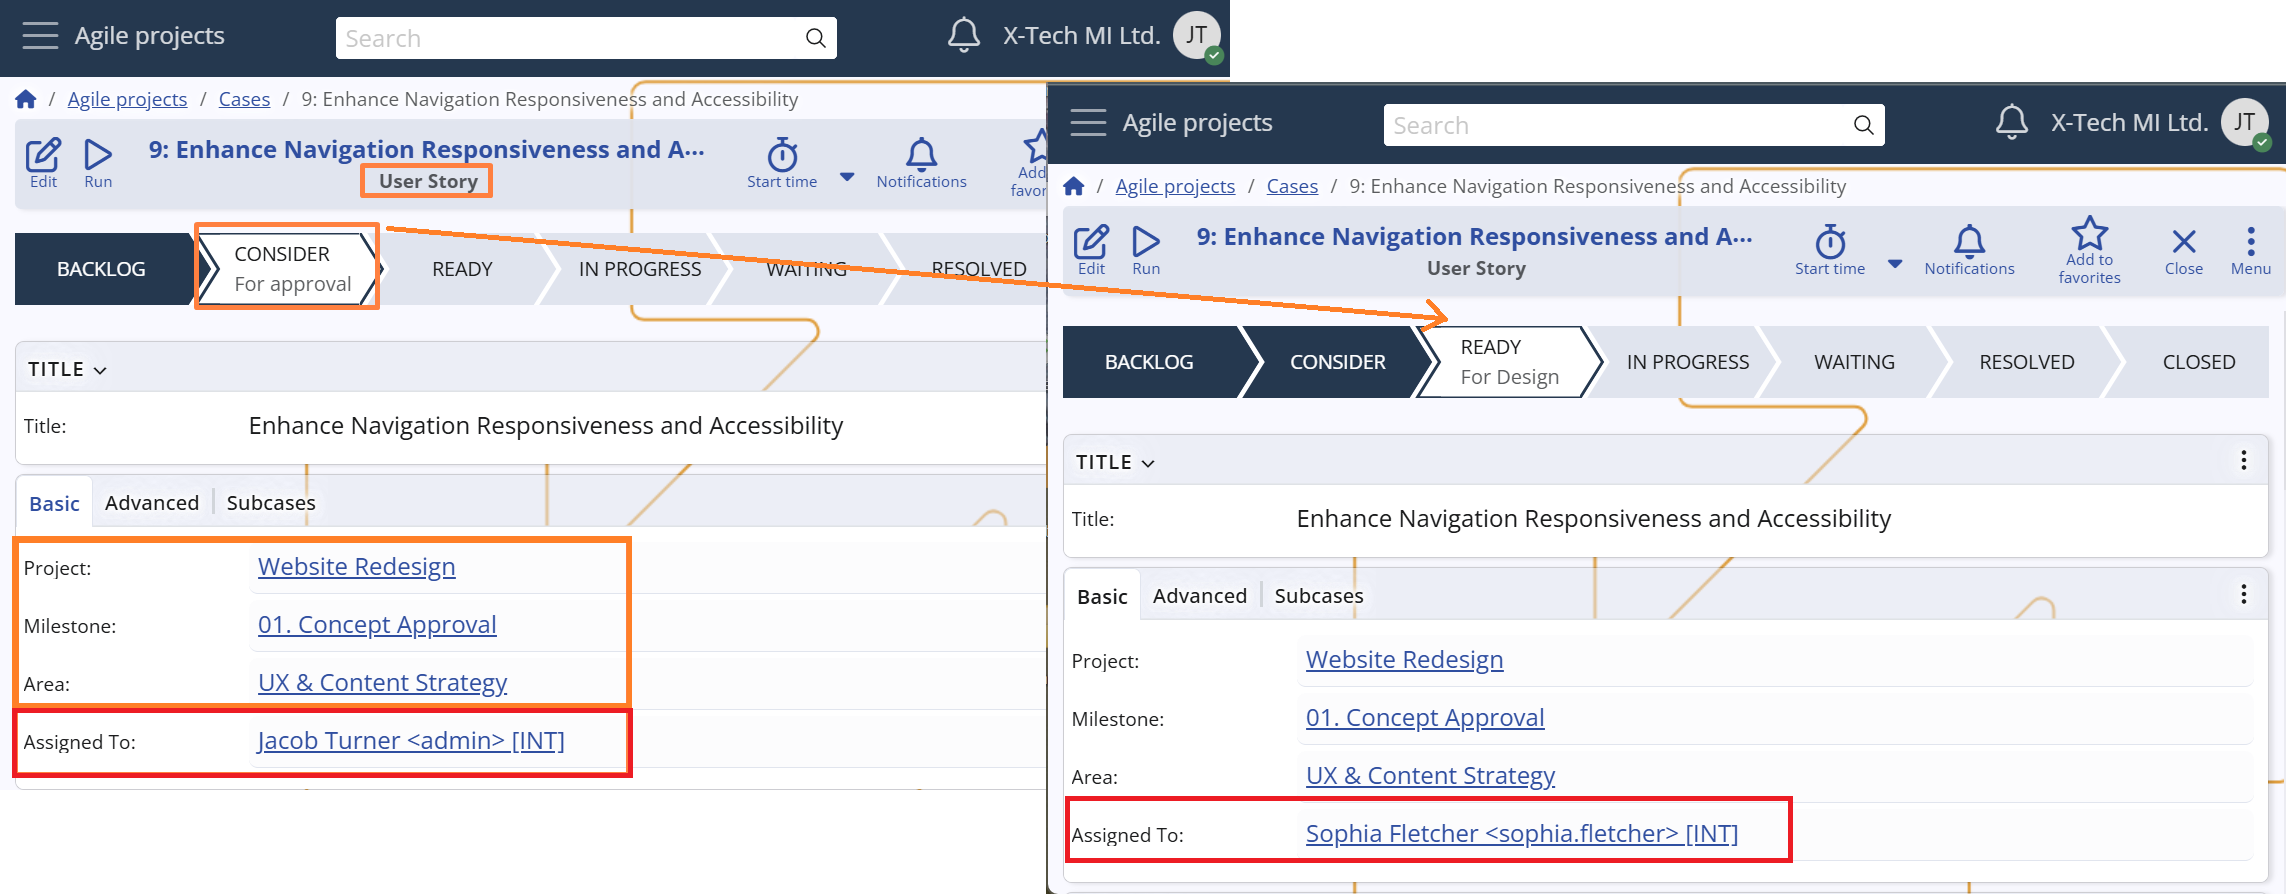 Agile projects
Search
X-Tech MI Ltd.
JT
/ Agile projects / Cases / 9: Enhance Navigation Responsiveness and Accessibility
Edit
Run
9: Enhance Navigation Responsiveness and A...
User Story
Start time
Notifications
Add
favor
BACKLOG
CONSIDER
For approval
READY
IN PROGRESS
WAITING
RESOLVED
TITLE
Title:
Enhance Navigation Responsiveness and Accessibility
Basic
Advanced
Subcases
Project:
Website Redesign
Milestone:
01. Concept Approval
Area:
UX & Content Strategy
Assigned To:
Jacob Turner <admin> [INT]
Agile projects
Search
X-Tech MI Ltd.
JT
/ Agile projects / Cases / 9: Enhance Navigation Responsiveness and Accessibility
Edit
Run
9: Enhance Navigation Responsiveness and A...
User Story
Start time
Notifications
Add to
favorites
Close
Menu
BACKLOG
CONSIDER
READY
For Design
IN PROGRESS
WAITING
RESOLVED
CLOSED
TITLE
Title:
Enhance Navigation Responsiveness and Accessibility
Basic
Advanced
Subcases
Project:
Website Redesign
Milestone:
01. Concept Approval
Area:
UX & Content Strategy
Assigned To:
Sophia Fletcher <sophia.fletcher> [INT]